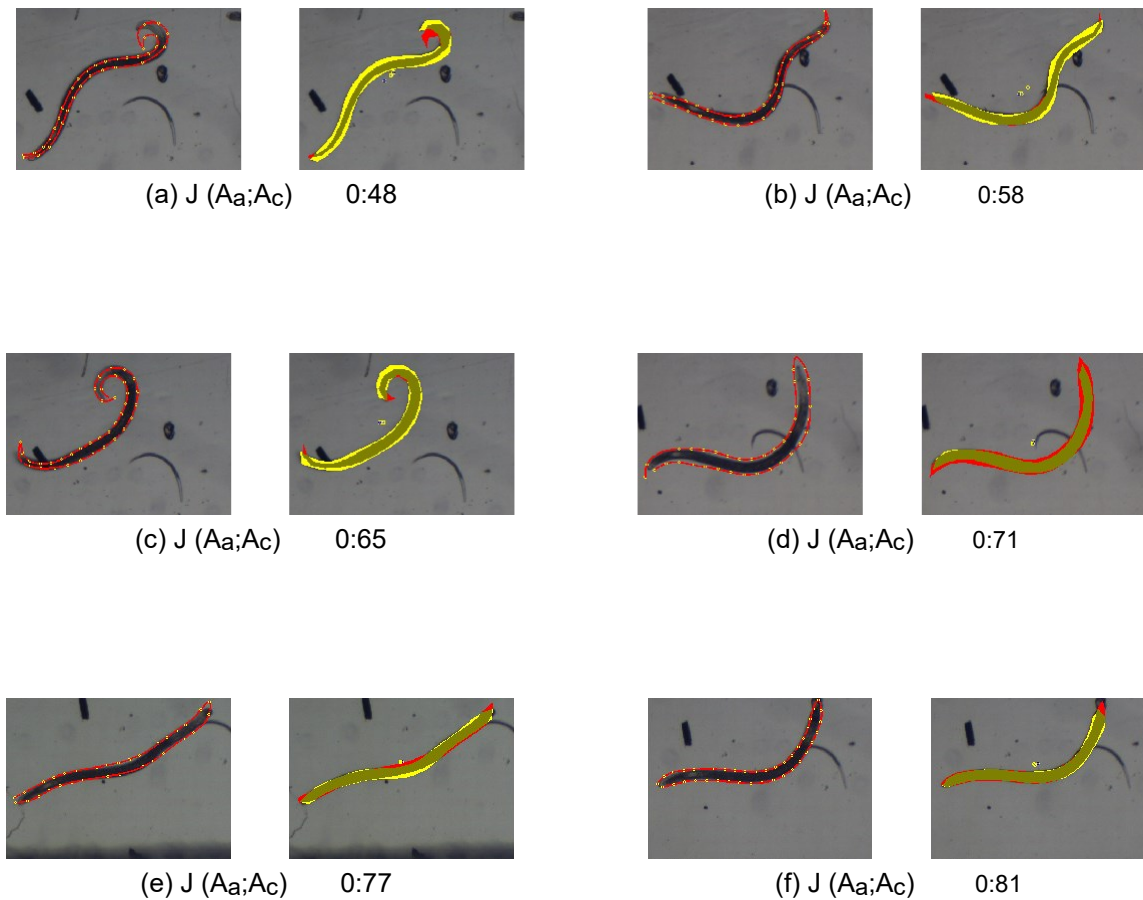 (a) J (Aa;Ac) 0:48
(b) J (Aa;Ac) 0:58
(c) J (Aa;Ac) 0:65
(d) J (Aa;Ac) 0:71
(e) J (Aa;Ac) 0:77
(f) J (Aa;Ac) 0:81